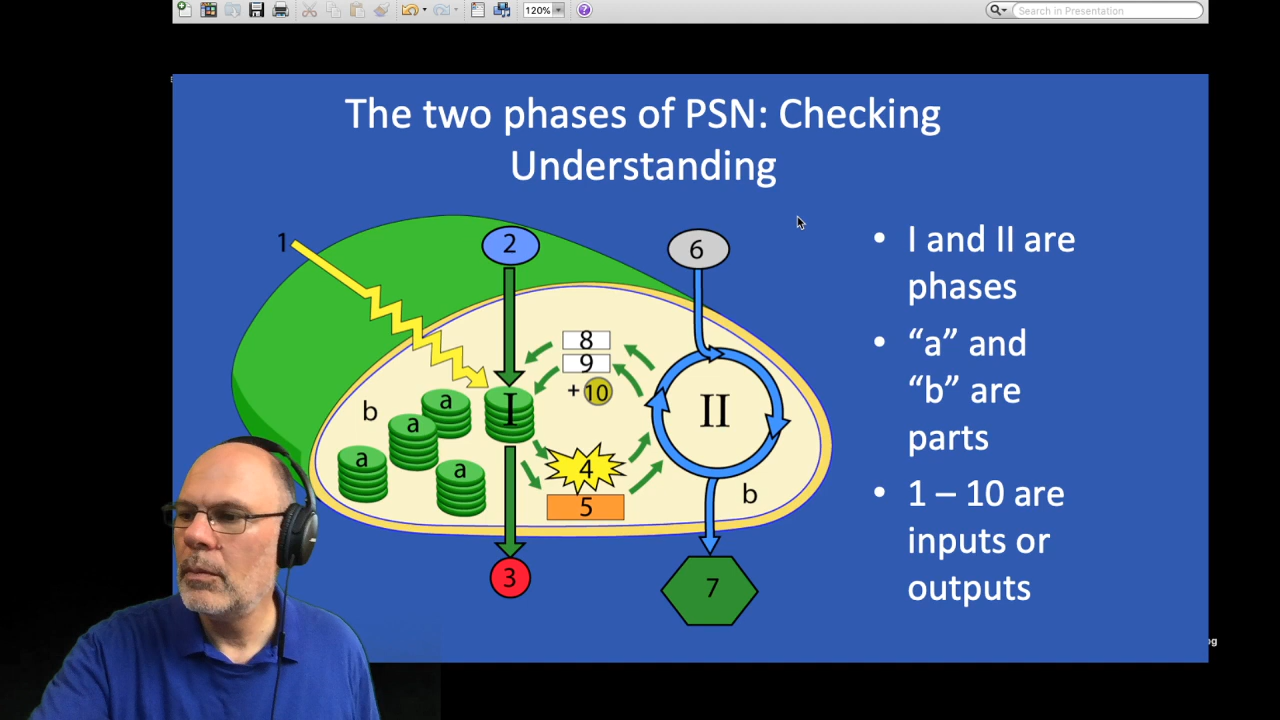 120%
Search in Presentation
The two phases of PSN: Checking
Understanding
1
2
6
8
9
+ 10
I
II
a
a
a
a
b
4
5
b
3
7
• I and II are
phases
• “a” and
“b” are
parts
• 1 – 10 are
inputs or
outputs